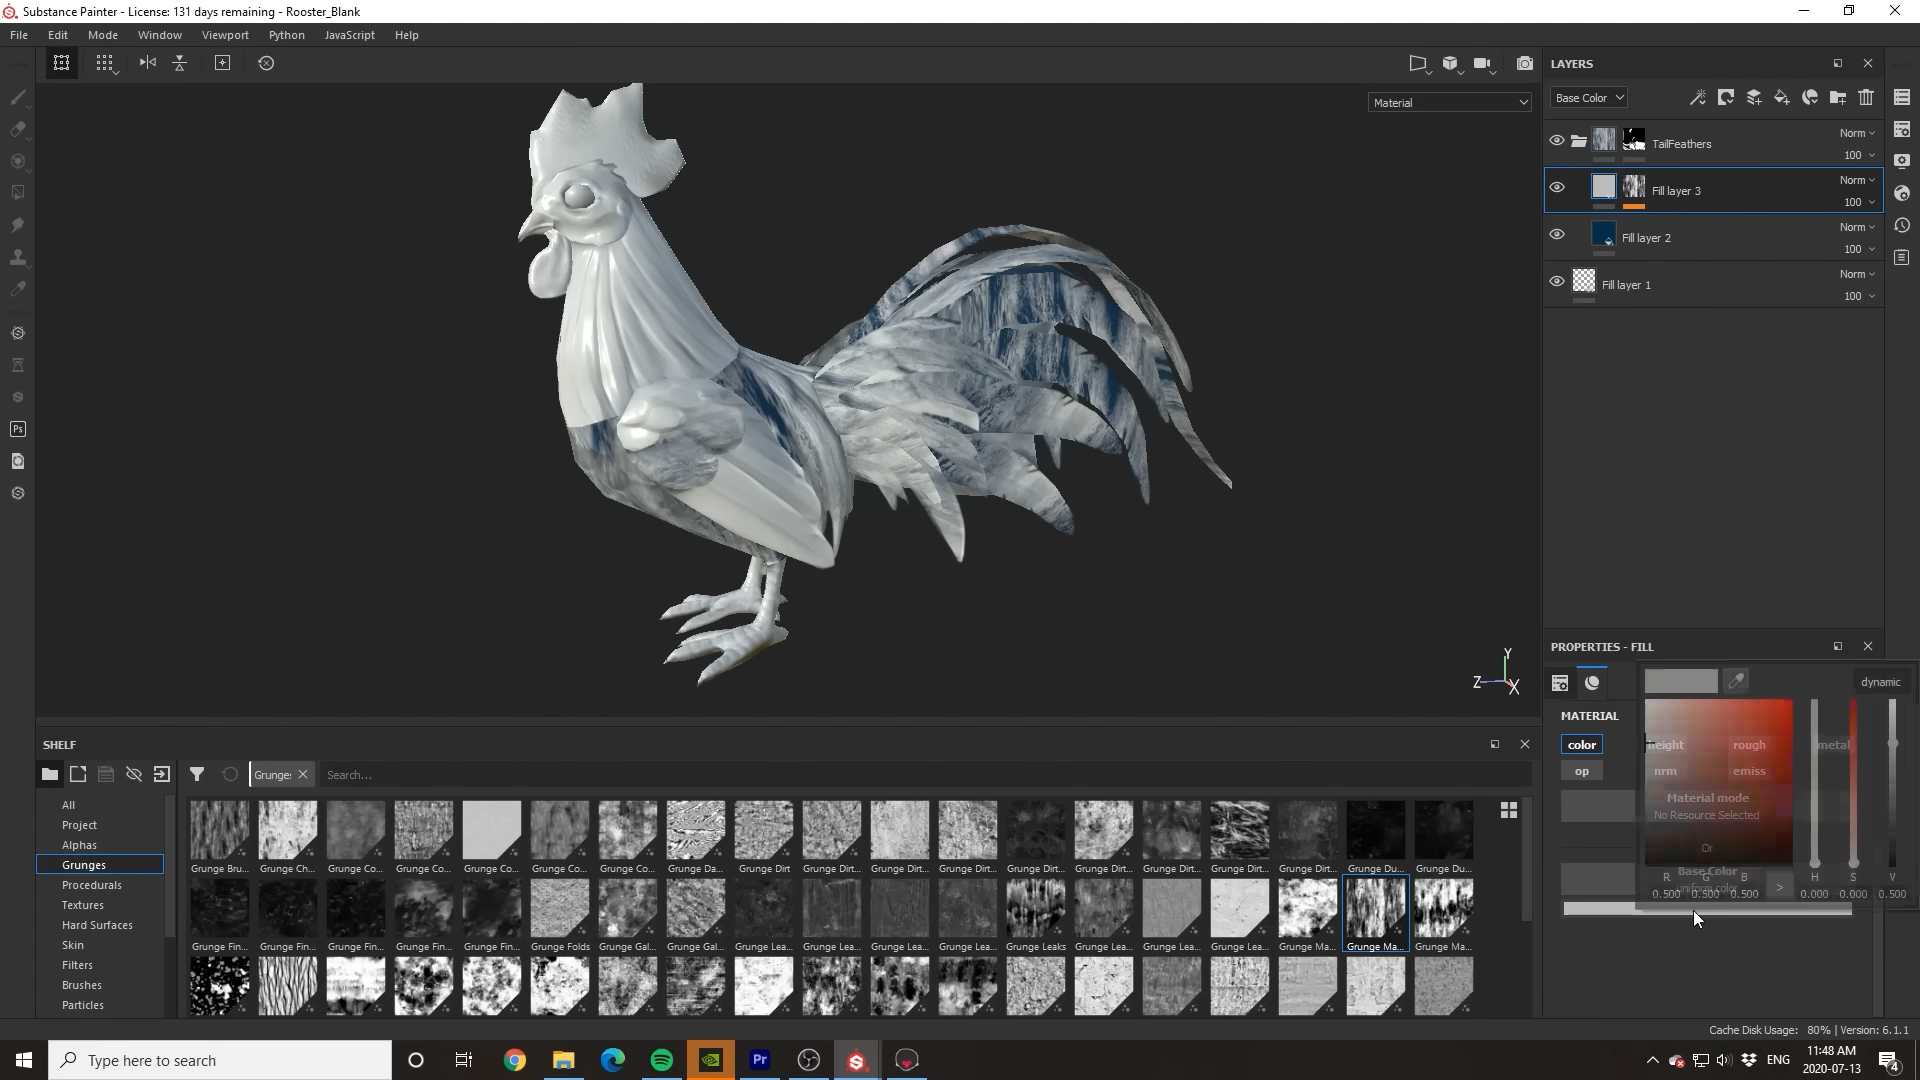 Substance Painter - License: 131 days remaining - Rooster_Blank
File Edit Mode Window Viewport Python JavaScript Help
Material
LAYERS
Base Color
TailFeathers Norm 100
Fill layer 3 Norm 100
Fill layer 2 Norm 100
Fill layer 1 Norm 100
Ps
Y
Z X
PROPERTIES - FILL
dynamic
MATERIAL
color height rough metal
op nrm emiss
Material mode
No Resource Selected
Or
Base Color
uniform color
R G B H S V
0.500 0.500 0.500 > 0.000 0.000 0.500
SHELF
Grunge: Search...
All
Project
Alphas
Grunges
Procedurals
Textures
Hard Surfaces
Skin
Filters
Brushes
Particles
Grunge Bru... Grunge Ch... Grunge Co... Grunge Co... Grunge Co... Grunge Co... Grunge Co... Grunge Da... Grunge Dirt Grunge Dirt... Grunge Dirt... Grunge Dirt... Grunge Dirt... Grunge Dirt... Grunge Dirt... Grunge Dirt... Grunge Dirt... Grunge Du... Grunge Du...
Grunge Fin... Grunge Fin... Grunge Fin... Grunge Fin... Grunge Fin... Grunge Folds Grunge Gal... Grunge Gal... Grunge Lea... Grunge Lea... Grunge Lea... Grunge Lea... Grunge Leaks Grunge Lea... Grunge Lea... Grunge Lea... Grunge Ma... Grunge Ma... Grunge Ma...
Cache Disk Usage: 80% | Version: 6.1.1
Type here to search
Pr
ENG
11:48 AM
2020-07-13
4